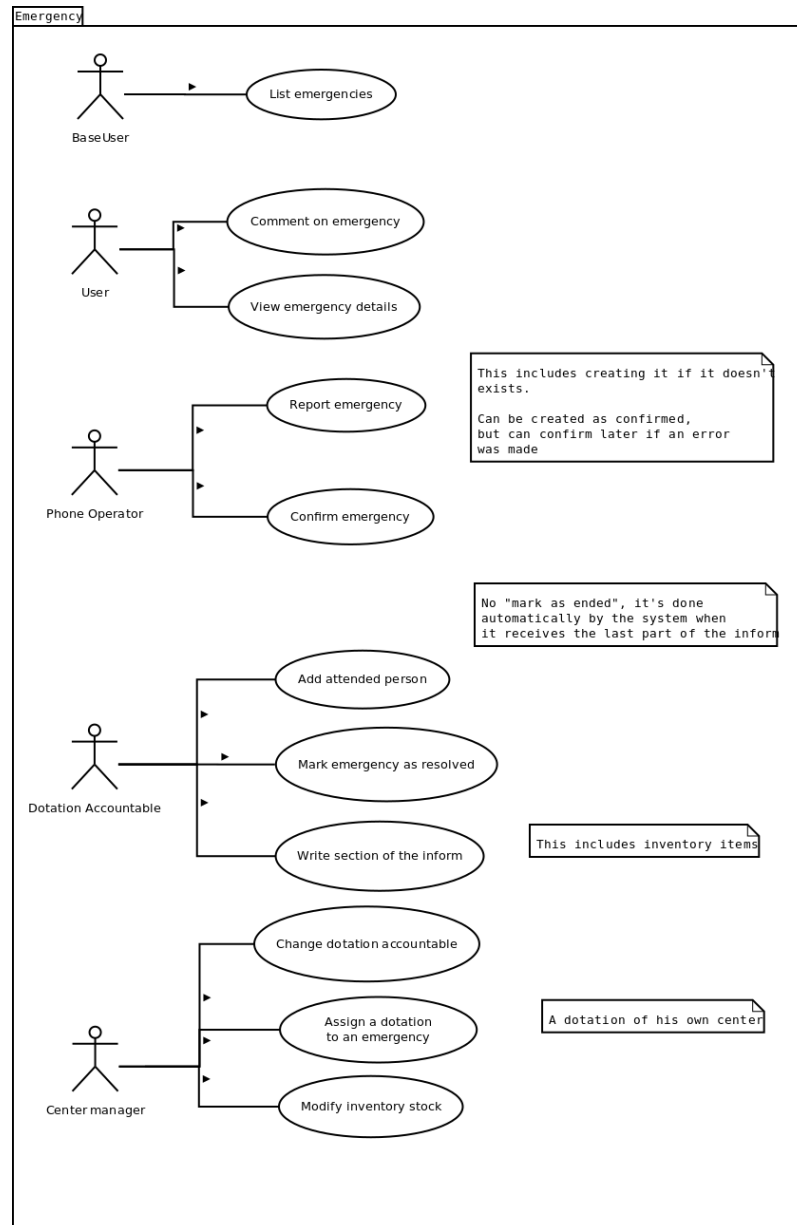 Emergency
List emergencies
BaseUser
Comment on emergency
User
View emergency details
This includes creating it if it doesn't
exists.
Can be created as confirmed,
but can confirm later if an error
was made
Report emergency
Phone Operator
Confirm emergency
No "mark as ended", it's done
automatically by the system when
it receives the last part of the inform
Add attended person
Mark emergency as resolved
Dotation Accountable
This includes inventory items
Write section of the inform
Change dotation accountable
A dotation of his own center
Assign a dotation
to an emergency
Center manager
Modify inventory stock